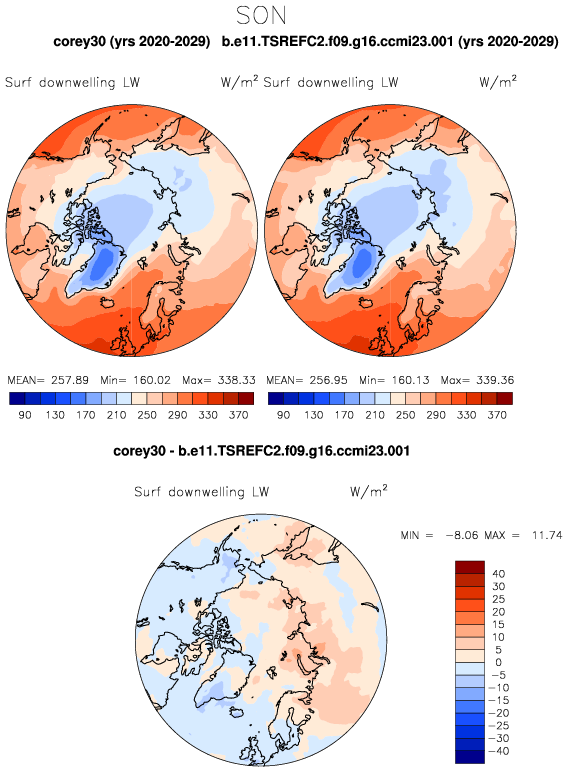 SON
corey30 (yrs 2020-2029) b.e11.TSREFC2.f09.g16.ccmi23.001 (yrs 2020-2029)
Surf downwelling LW W/m² Surf downwelling LW W/m²
MEAN= 257.89 Min= 160.02 Max= 338.33 MEAN= 256.95 Min= 160.13 Max= 339.36
90 130 170 210 250 290 330 370 90 130 170 210 250 290 330 370
corey30 - b.e11.TSREFC2.f09.g16.ccmi23.001
Surf downwelling LW W/m²
MIN = -8.06 MAX = 11.74
40
30
25
20
15
10
5
0
-5
-10
-15
-20
-25
-30
-40